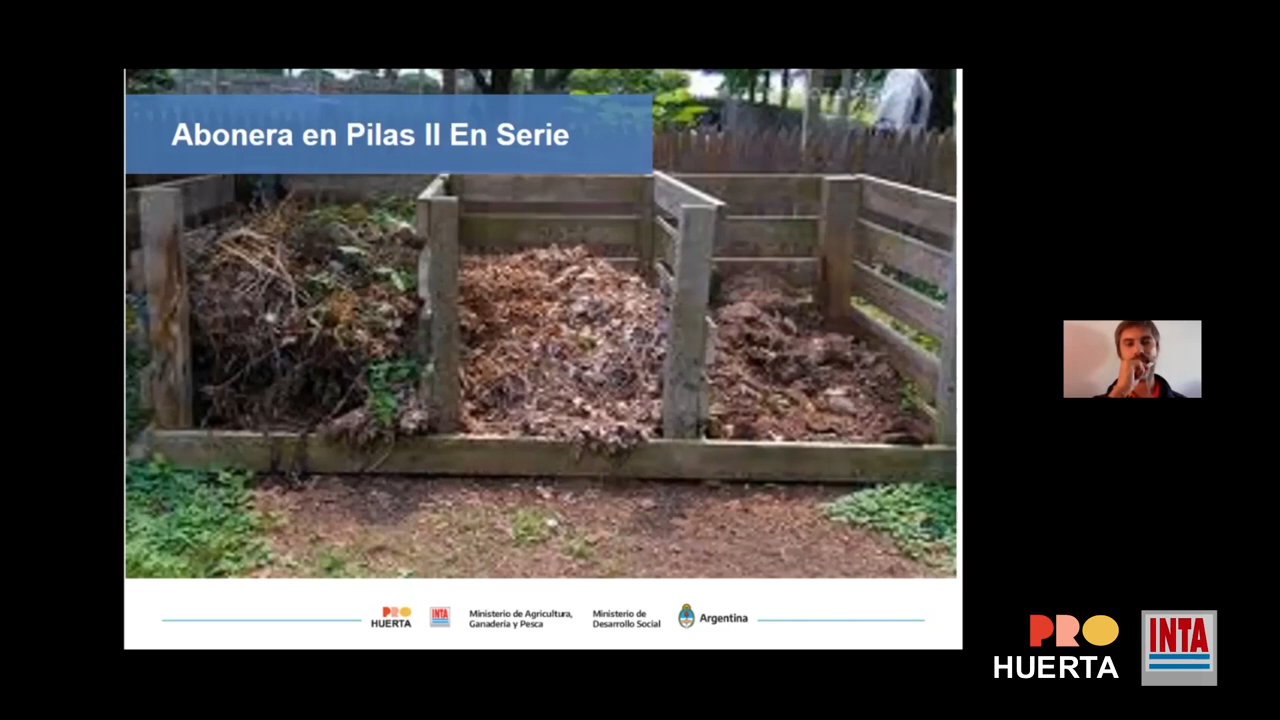 Abonera en Pilas II En Serie
PRO
HUERTA
INTA
Ministerio de Agricultura,
Ganadería y Pesca
Ministerio de
Desarrollo Social
Argentina
PRO
HUERTA
INTA